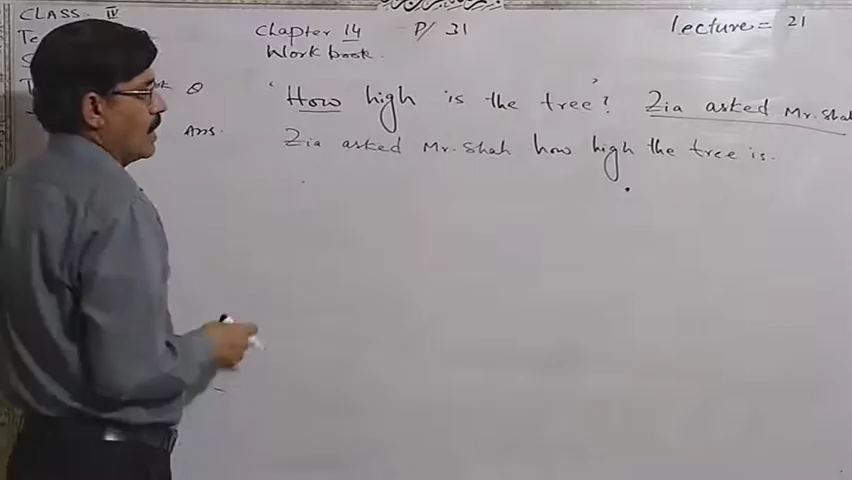 CLASS. IV
Chapter 14 P/ 31
Lecture = 21
Work book.
Q 'How high is the tree'? Zia asked Mr. Shah
Ans. Zia asked Mr. Shah how high the tree is.